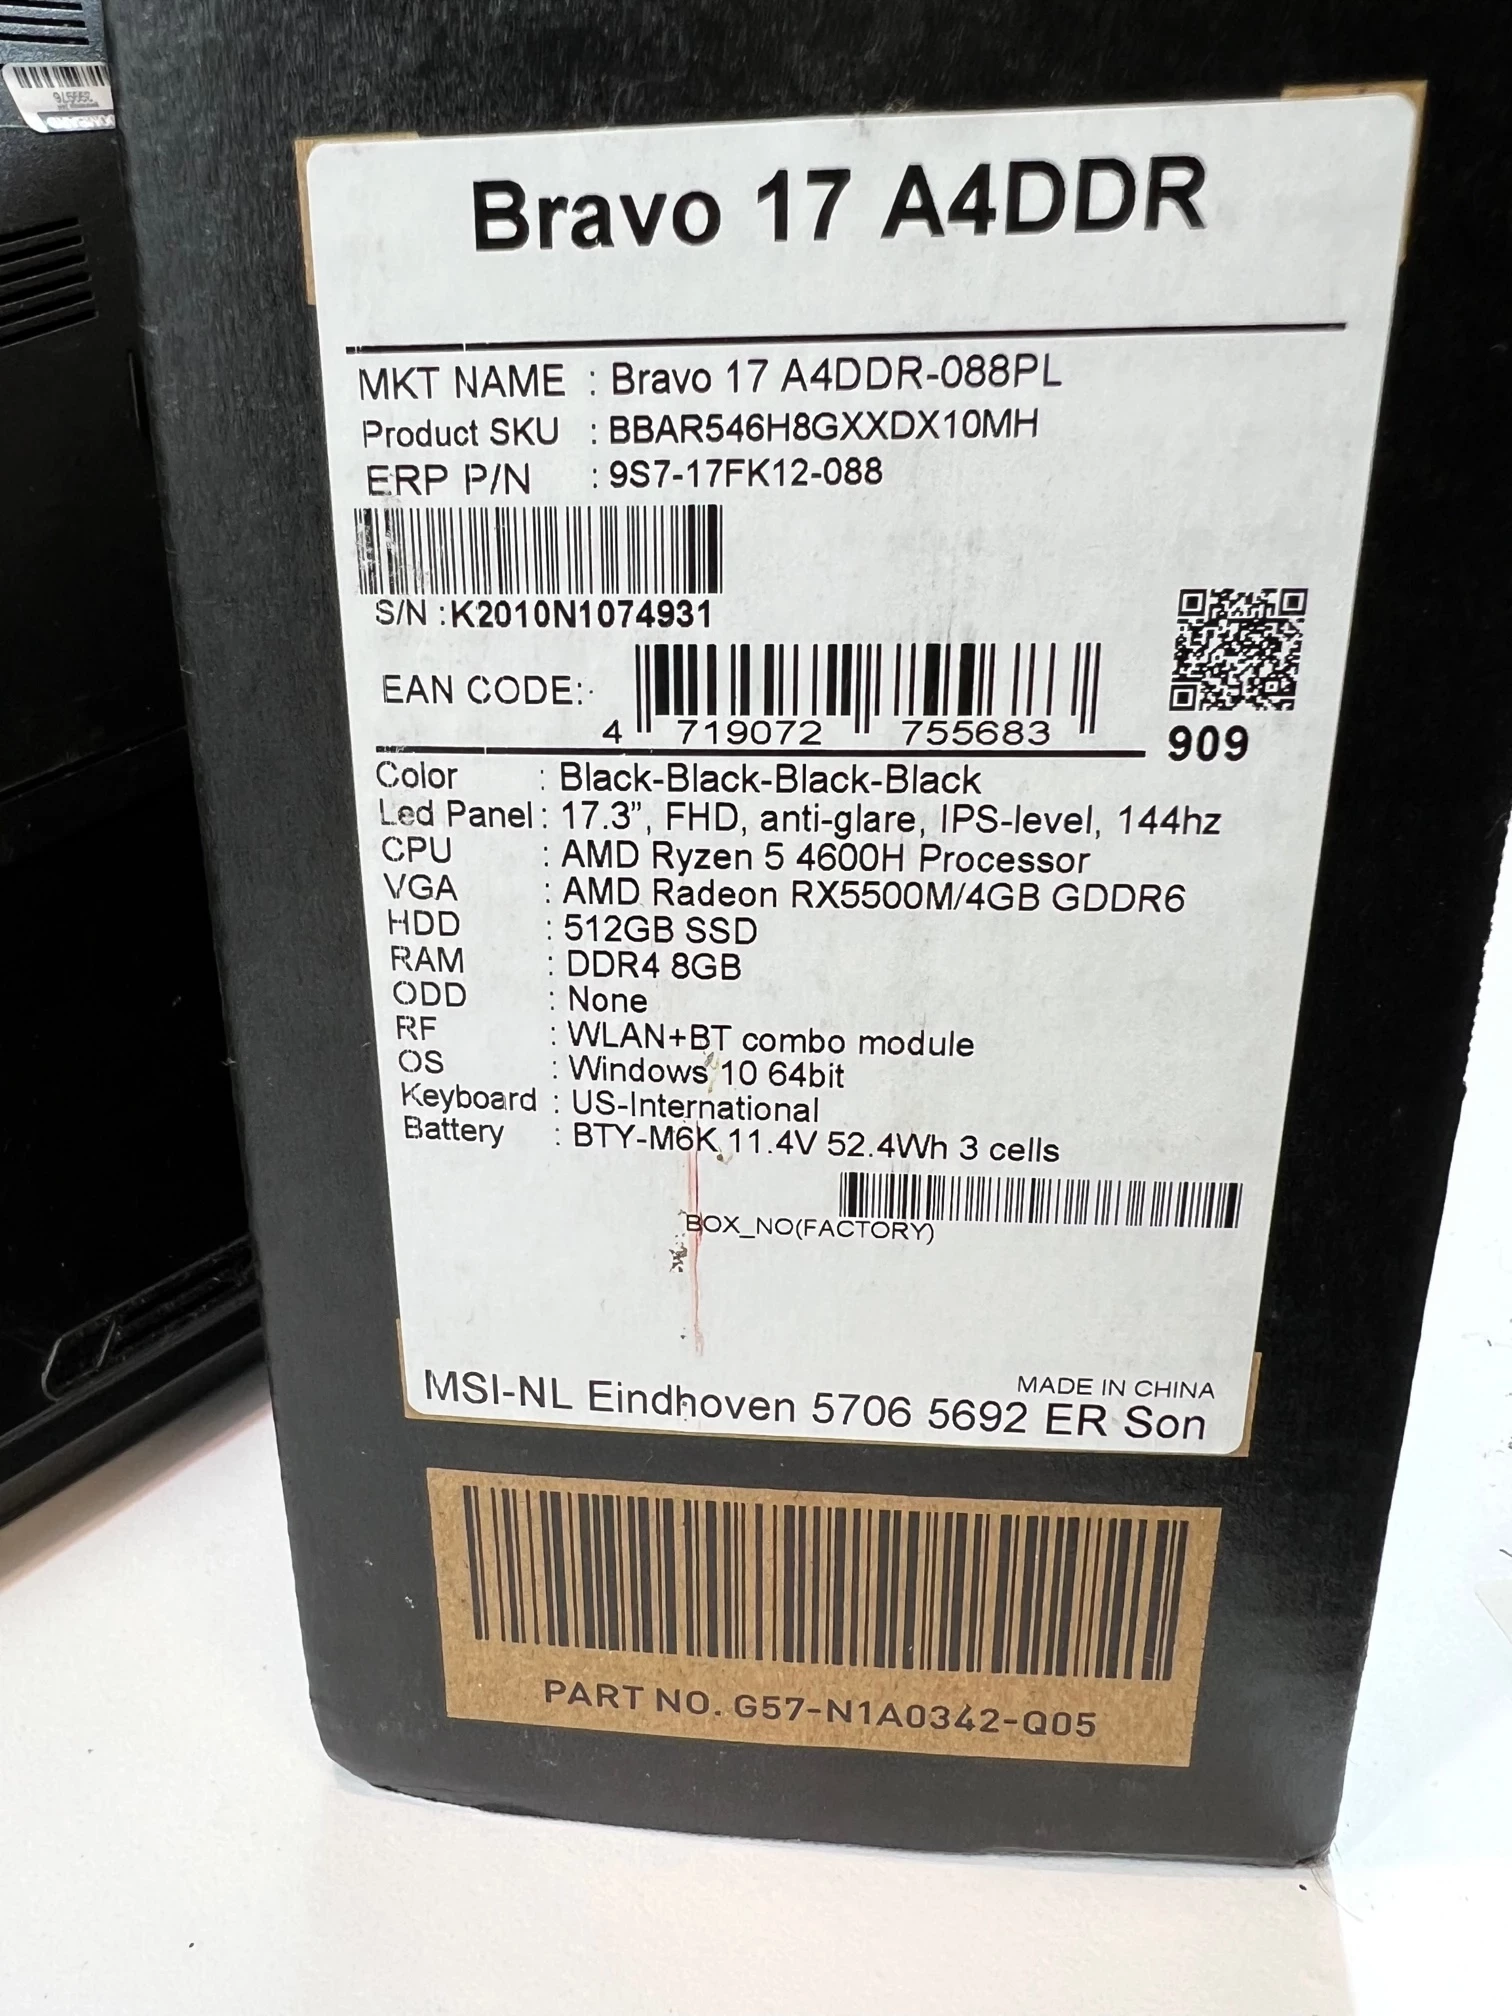 Bravo 17 A4DDR
MKT NAME : Bravo 17 A4DDR-088PL
Product SKU : BBAR546H8GXXDX10MH
ERP P/N : 9S7-17FK12-088
S/N :K2010N1074931
EAN CODE:
4 719072 755683
909
Color : Black-Black-Black-Black
Led Panel : 17.3”, FHD, anti-glare, IPS-level, 144hz
CPU : AMD Ryzen 5 4600H Processor
VGA : AMD Radeon RX5500M/4GB GDDR6
HDD : 512GB SSD
RAM : DDR4 8GB
ODD : None
RF : WLAN+BT combo module
OS : Windows 10 64bit
Keyboard : US-International
Battery : BTY-M6K 11.4V 52.4Wh 3 cells
BOX_NO(FACTORY)
MADE IN CHINA
MSI-NL Eindhoven 5706 5692 ER Son
PART NO. G57-N1A0342-Q05